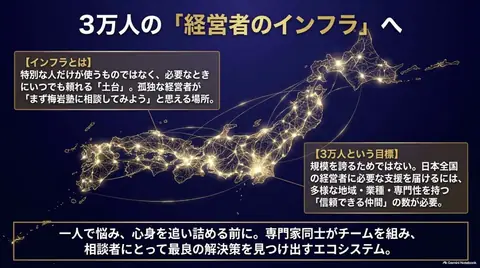 3万人の「経営者のインフラ」へ
【インフラとは】
特別な人だけが使うものではなく、必要なとき
にいつでも頼れる「土台」。孤独な経営者が
「まず梅岩塾に相談してみよう」と思える場所。
【3万人という目標】
規模を誇るためではない。日本全国
の経営者に必要な支援を届けるには、
多様な地域・業種・専門性を持つ
「信頼できる仲間」の数が必要。
一人で悩み、心身を追い詰める前に。専門家同士がチームを組み、
相談者にとって最良の解決策を見つけ出すエコシステム。